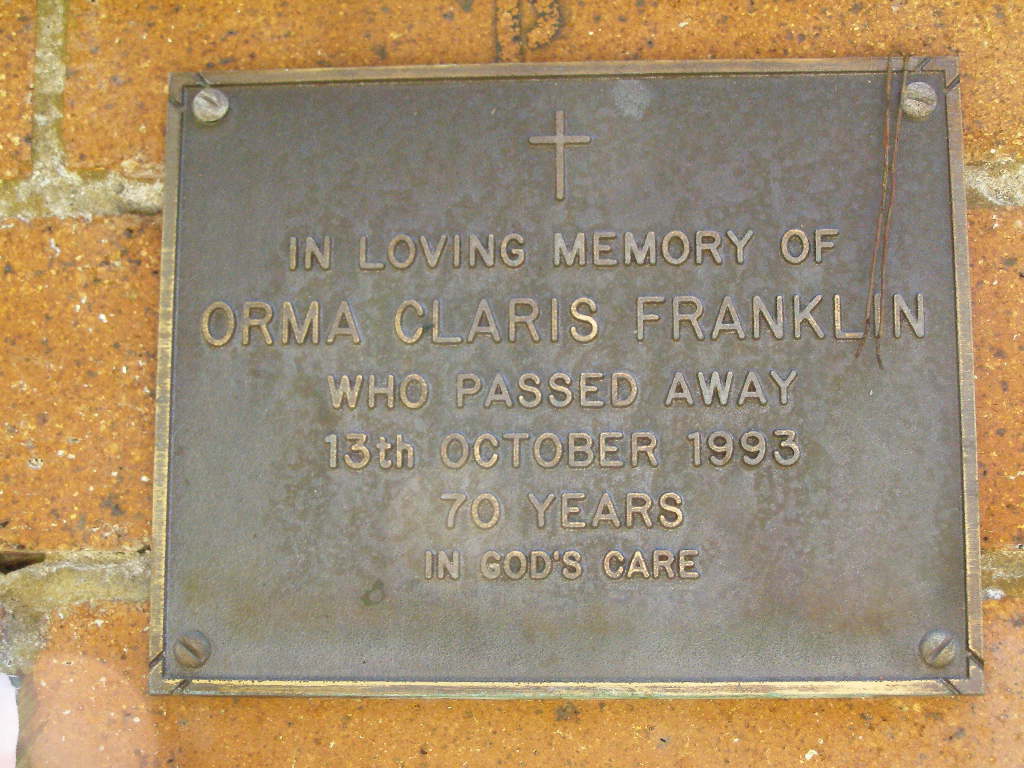 IN LOVING MEMORY OF
ORMA CLARIS FRANKLIN
WHO PASSED AWAY
13th OCTOBER 1993
70 YEARS
IN GOD'S CARE